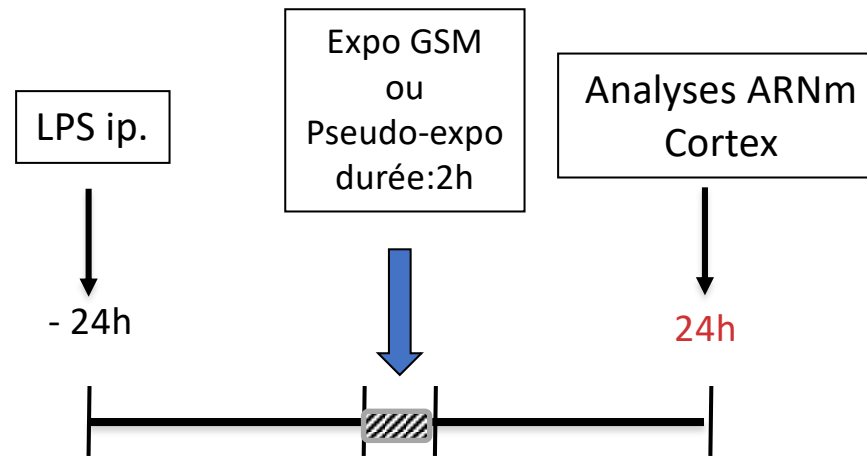 LPS ip.
Expo GSM
ou
Pseudo-expo
durée:2h
Analyses ARNm
Cortex
- 24h
24h